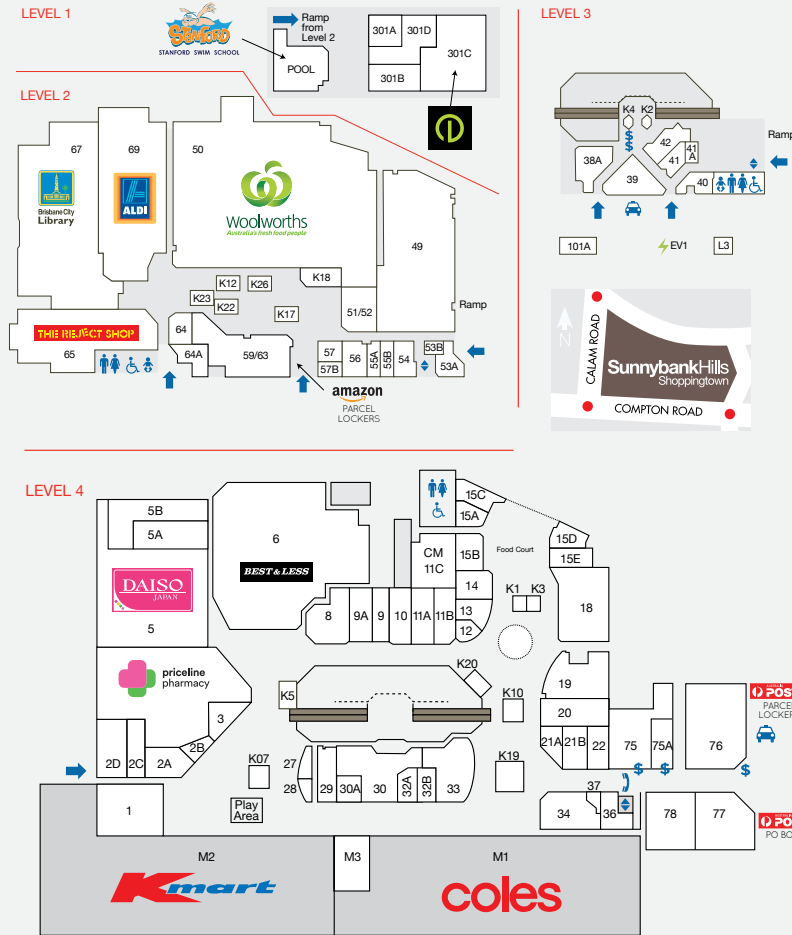 LEVEL 1
STANFORD
STANFORD SWIM SCHOOL
Ramp
from
Level 2
POOL
301A
301D
301C
301B
LEVEL 2
67
Brisbane City
Library
69
ALDI
50
Woolworths
Australia's fresh food people
49
K18
K12
K26
K23
K22
K17
51/52
Ramp
THE REJECT SHOP
65
64
64A
59/63
57
57B
56
55A
55B
54
53B
53A
amazon
PARCEL
LOCKERS
LEVEL 3
K4
K2
$
$
$
38A
39
42
41
41
A
40
Ramp
101A
EV1
L3
N
CALAM ROAD
SunnybankHills
Shoppingtown
COMPTON ROAD
LEVEL 4
5B
5A
DAISO
JAPAN
5
6
BEST & LESS
15C
15A
CM
11C
15B
14
13
12
Food Court
15D
15E
K1
K3
18
8
9A
9
10
11A
11B
priceline
pharmacy
3
2B
2D
2C
2A
K5
K20
K10
19
20
21A
21B
22
75
75A
76
POST
PARCEL
LOCKERS
$
$
$
K07
27
28
29
30A
30
32A
32B
33
K19
37
34
36
78
77
PO
PO BO
Play
Area
1
M2
Kmart
M3
M1
coles